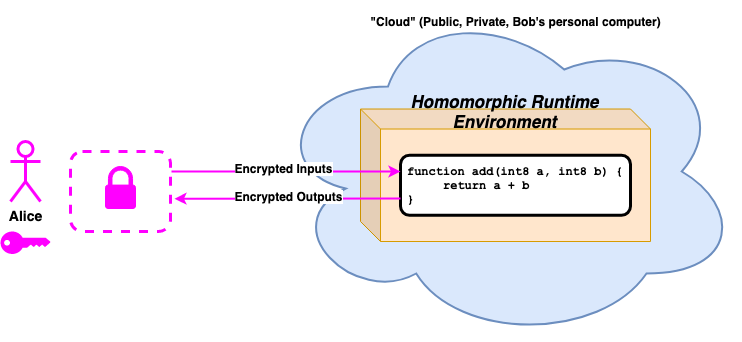 "Cloud" (Public, Private, Bob's personal computer)
Homomorphic Runtime
Environment
Encrypted Inputs
function add(int8 a, int8 b) {
return a + b
}
Encrypted Outputs
Alice